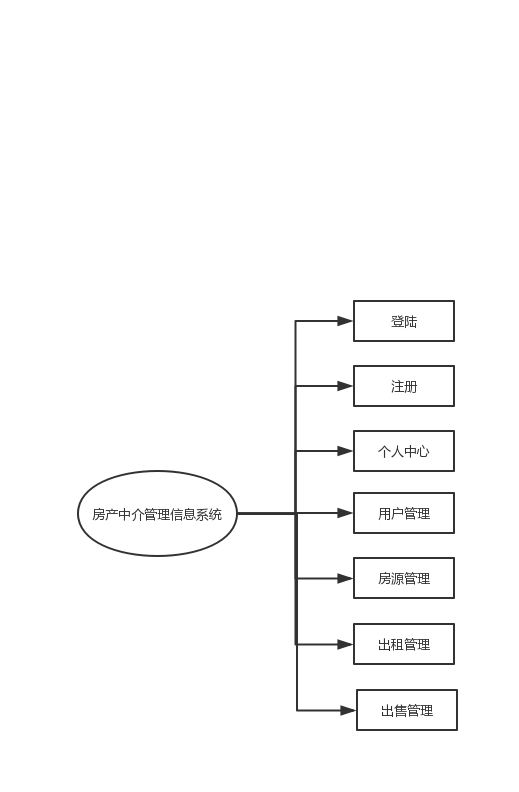 登陆
注册
个人中心
房产中介管理信息系统
用户管理
房源管理
出租管理
出售管理